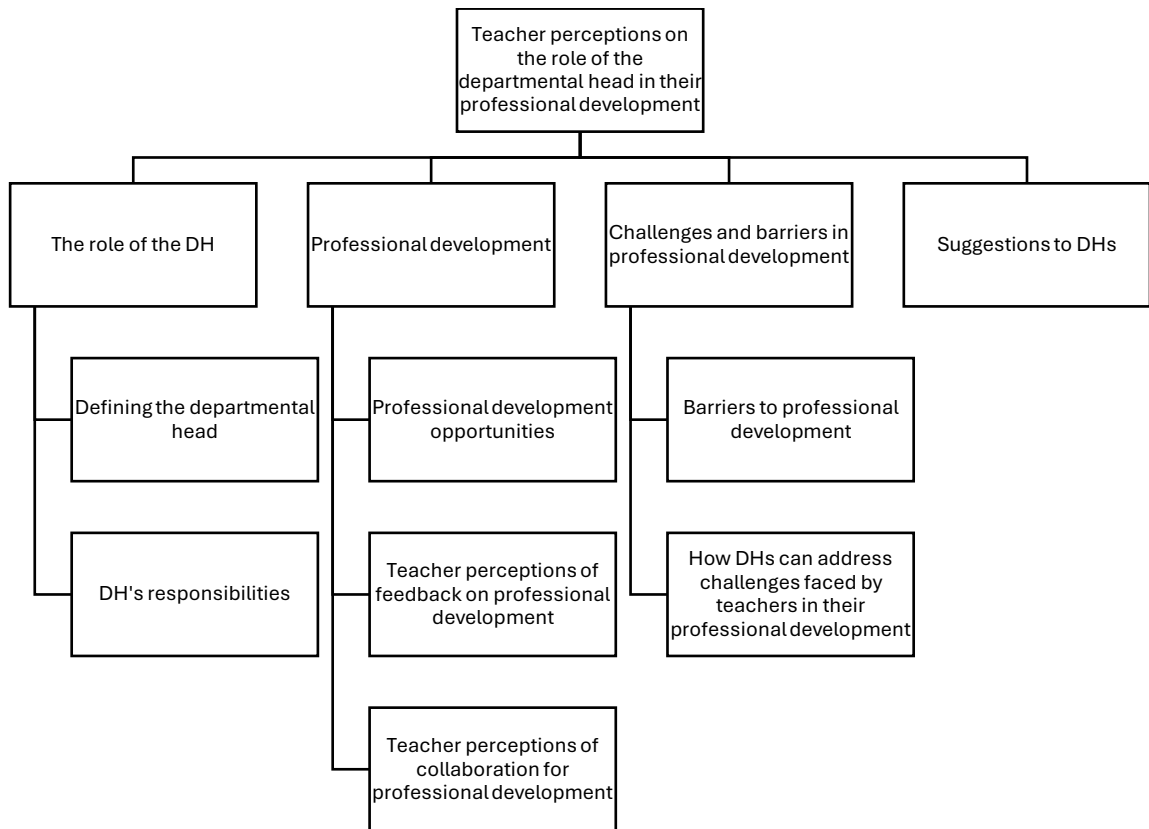 Teacher perceptions on
the role of the
departmental head in their
professional development
The role of the DH
Professional development
Challenges and barriers in
professional development
Suggestions to DHs
Defining the departmental
head
Professional development
opportunities
Barriers to professional
development
DH's responsibilities
Teacher perceptions of
feedback on professional
development
How DHs can address
challenges faced by
teachers in their
professional development
Teacher perceptions of
collaboration for
professional development